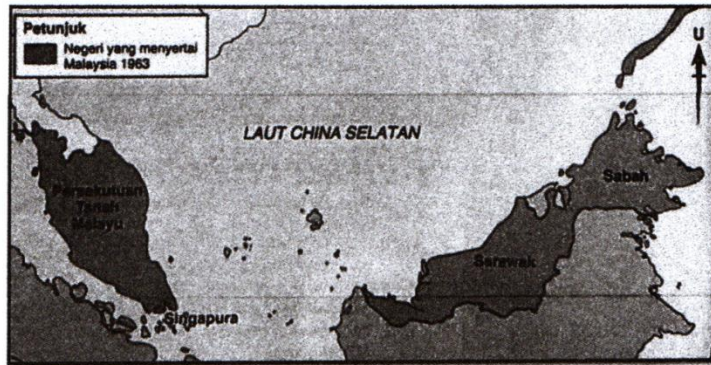 Petunjuk
Negeri yang menyertai
Malaysia 1963
U
LAUT CHINA SELATAN
Sabah
Persekutuan
Tanah
Melayu
Sarawak
Singapura